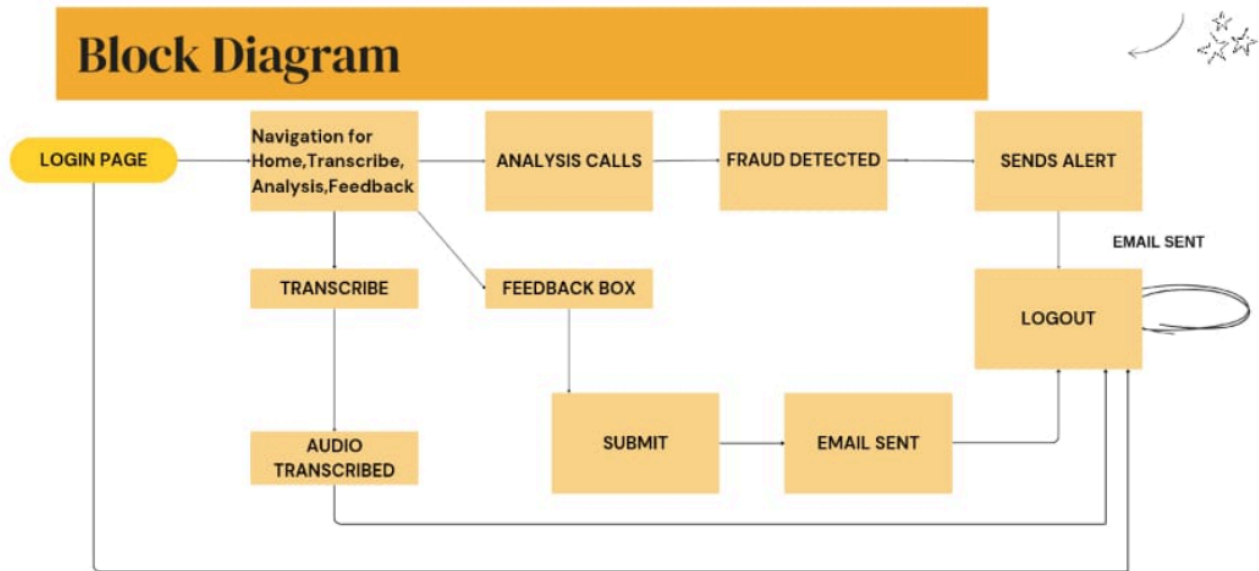 Block Diagram
LOGIN PAGE
Navigation for
Home,Transcribe,
Analysis,Feedback
ANALYSIS CALLS
FRAUD DETECTED
SENDS ALERT
EMAIL SENT
TRANSCRIBE
FEEDBACK BOX
LOGOUT
AUDIO
TRANSCRIBED
SUBMIT
EMAIL SENT